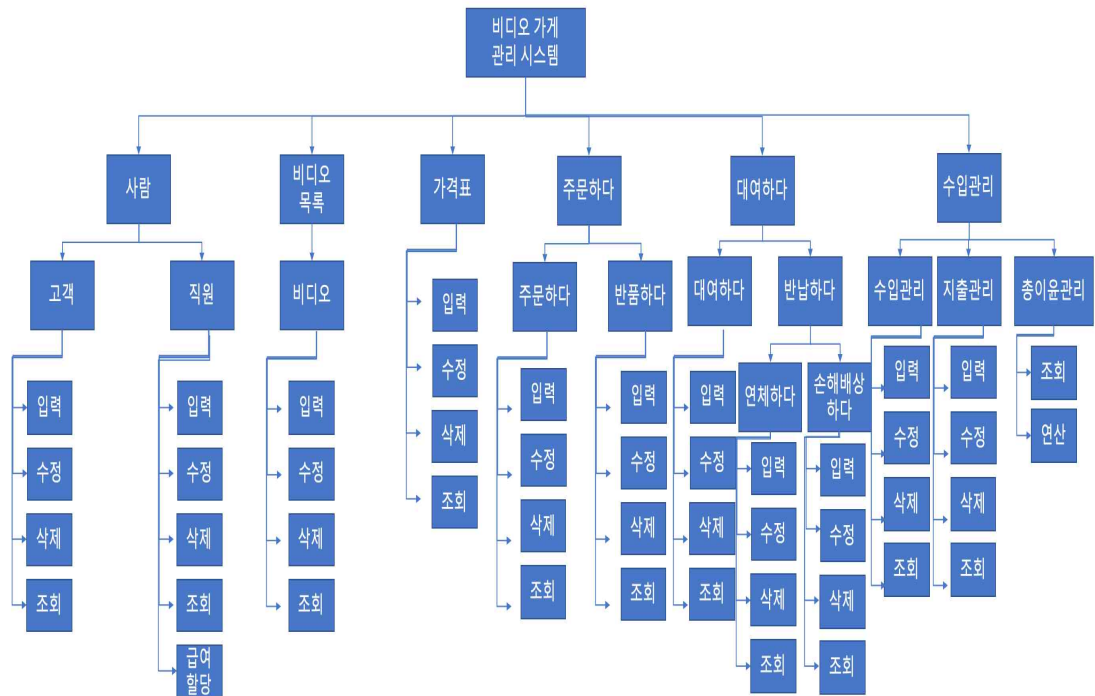 비디오 가게
관리 시스템
사람
비디오
목록
가격표
주문하다
대여하다
수입관리
고객
직원
비디오
주문하다
반품하다
대여하다
반납하다
수입관리
지출관리
총이윤관리
입력
수정
삭제
조회
입력
수정
삭제
조회
급여
할당
입력
수정
삭제
조회
입력
수정
삭제
조회
입력
수정
삭제
조회
입력
수정
삭제
조회
입력
수정
삭제
조회
연체하다
손해배상
하다
입력
수정
삭제
조회
입력
수정
삭제
조회
입력
수정
삭제
조회
입력
수정
삭제
조회
조회
연산